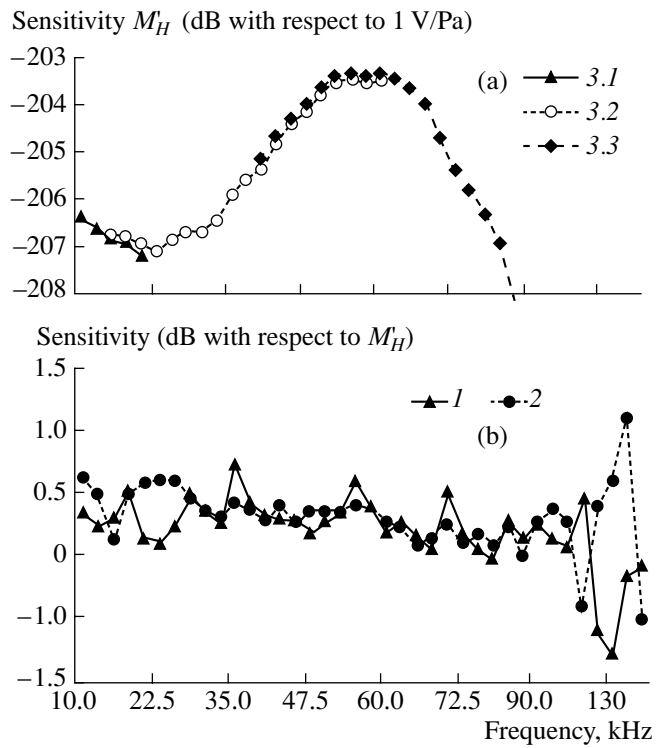 Sensitivity M'H (dB with respect to 1 V/Pa)
−203
−204
−205
−206
−207
−208
(a)
3.1
3.2
3.3
Sensitivity (dB with respect to M'H)
1.5
1.0
0.5
0
−1.0
−1.5
1 2
(b)
10.0 22.5 35.0 47.5 60.0 72.5 90.0 130
Frequency, kHz